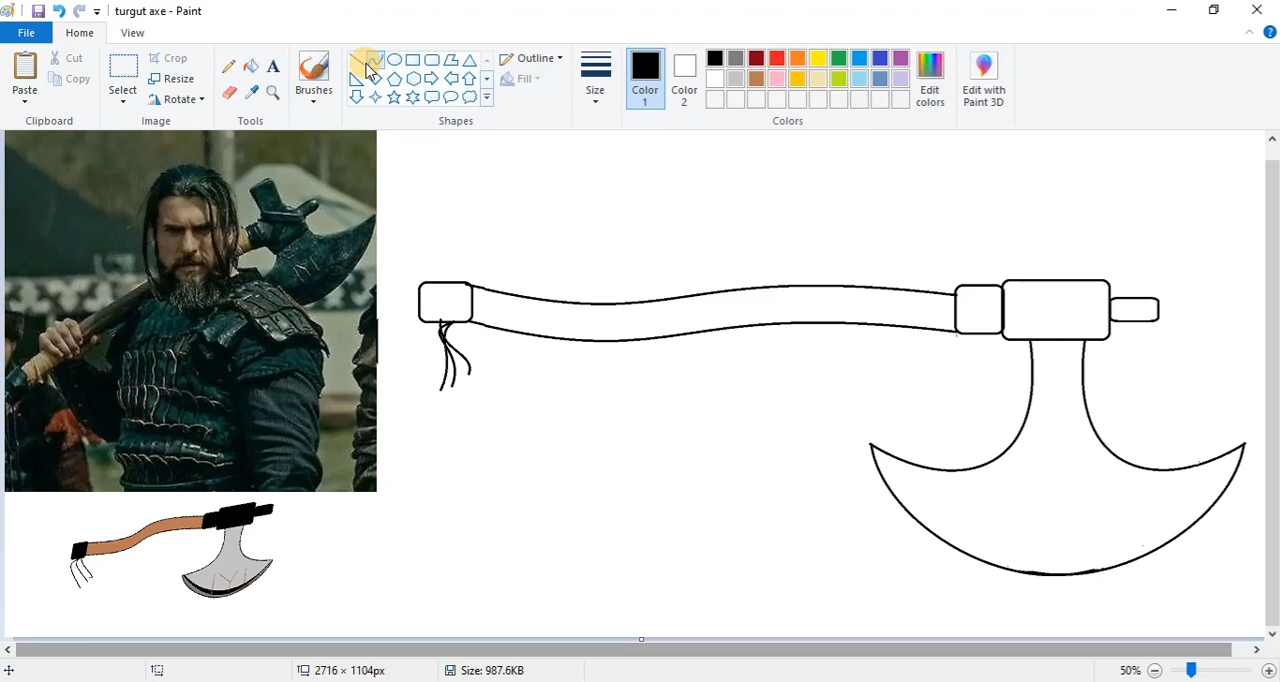 turgut axe - Paint
File
Home
View
Paste
Cut
Copy
Clipboard
Select
Crop
Resize
Rotate
Image
A
Tools
Brushes
Shapes
Outline
Fill
Size
Color 1
Color 2
Edit colors
Colors
Edit with Paint 3D
2716 × 1104px
Size: 987.6KB
50%